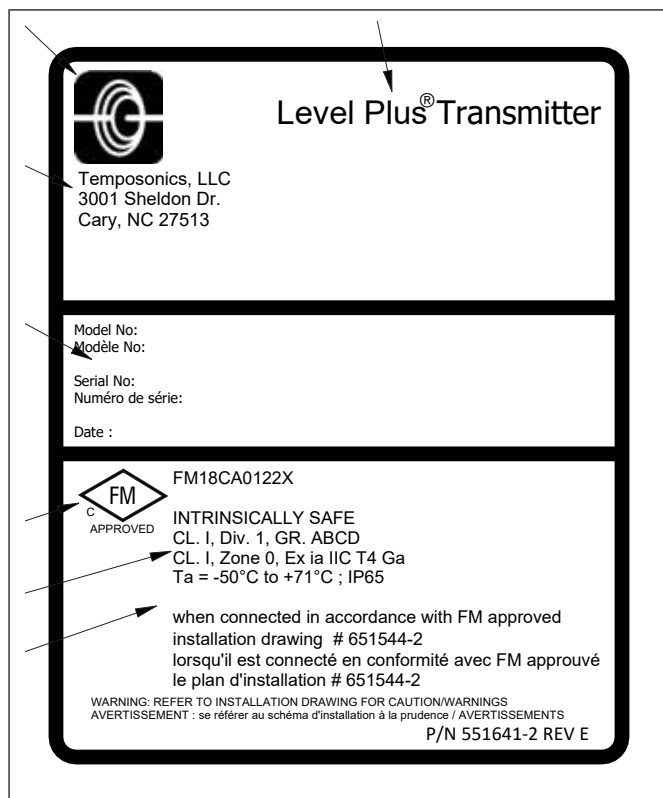 Level Plus® Transmitter
Temposonics, LLC
3001 Sheldon Dr.
Cary, NC 27513
Model No:
Modèle No:
Serial No:
Numéro de série:
Date :
FM
C
APPROVED
FM18CA0122X
INTRINSICALLY SAFE
CL. I, Div. 1, GR. ABCD
CL. I, Zone 0, Ex ia IIC T4 Ga
Ta = -50°C to +71°C ; IP65
when connected in accordance with FM approved
installation drawing # 651544-2
lorsqu'il est connecté en conformité avec FM approuvé
le plan d'installation # 651544-2
WARNING: REFER TO INSTALLATION DRAWING FOR CAUTION/WARNINGS
AVERTISSEMENT : se référer au schéma d'installation à la prudence / AVERTISSEMENTS
P/N 551641-2 REV E